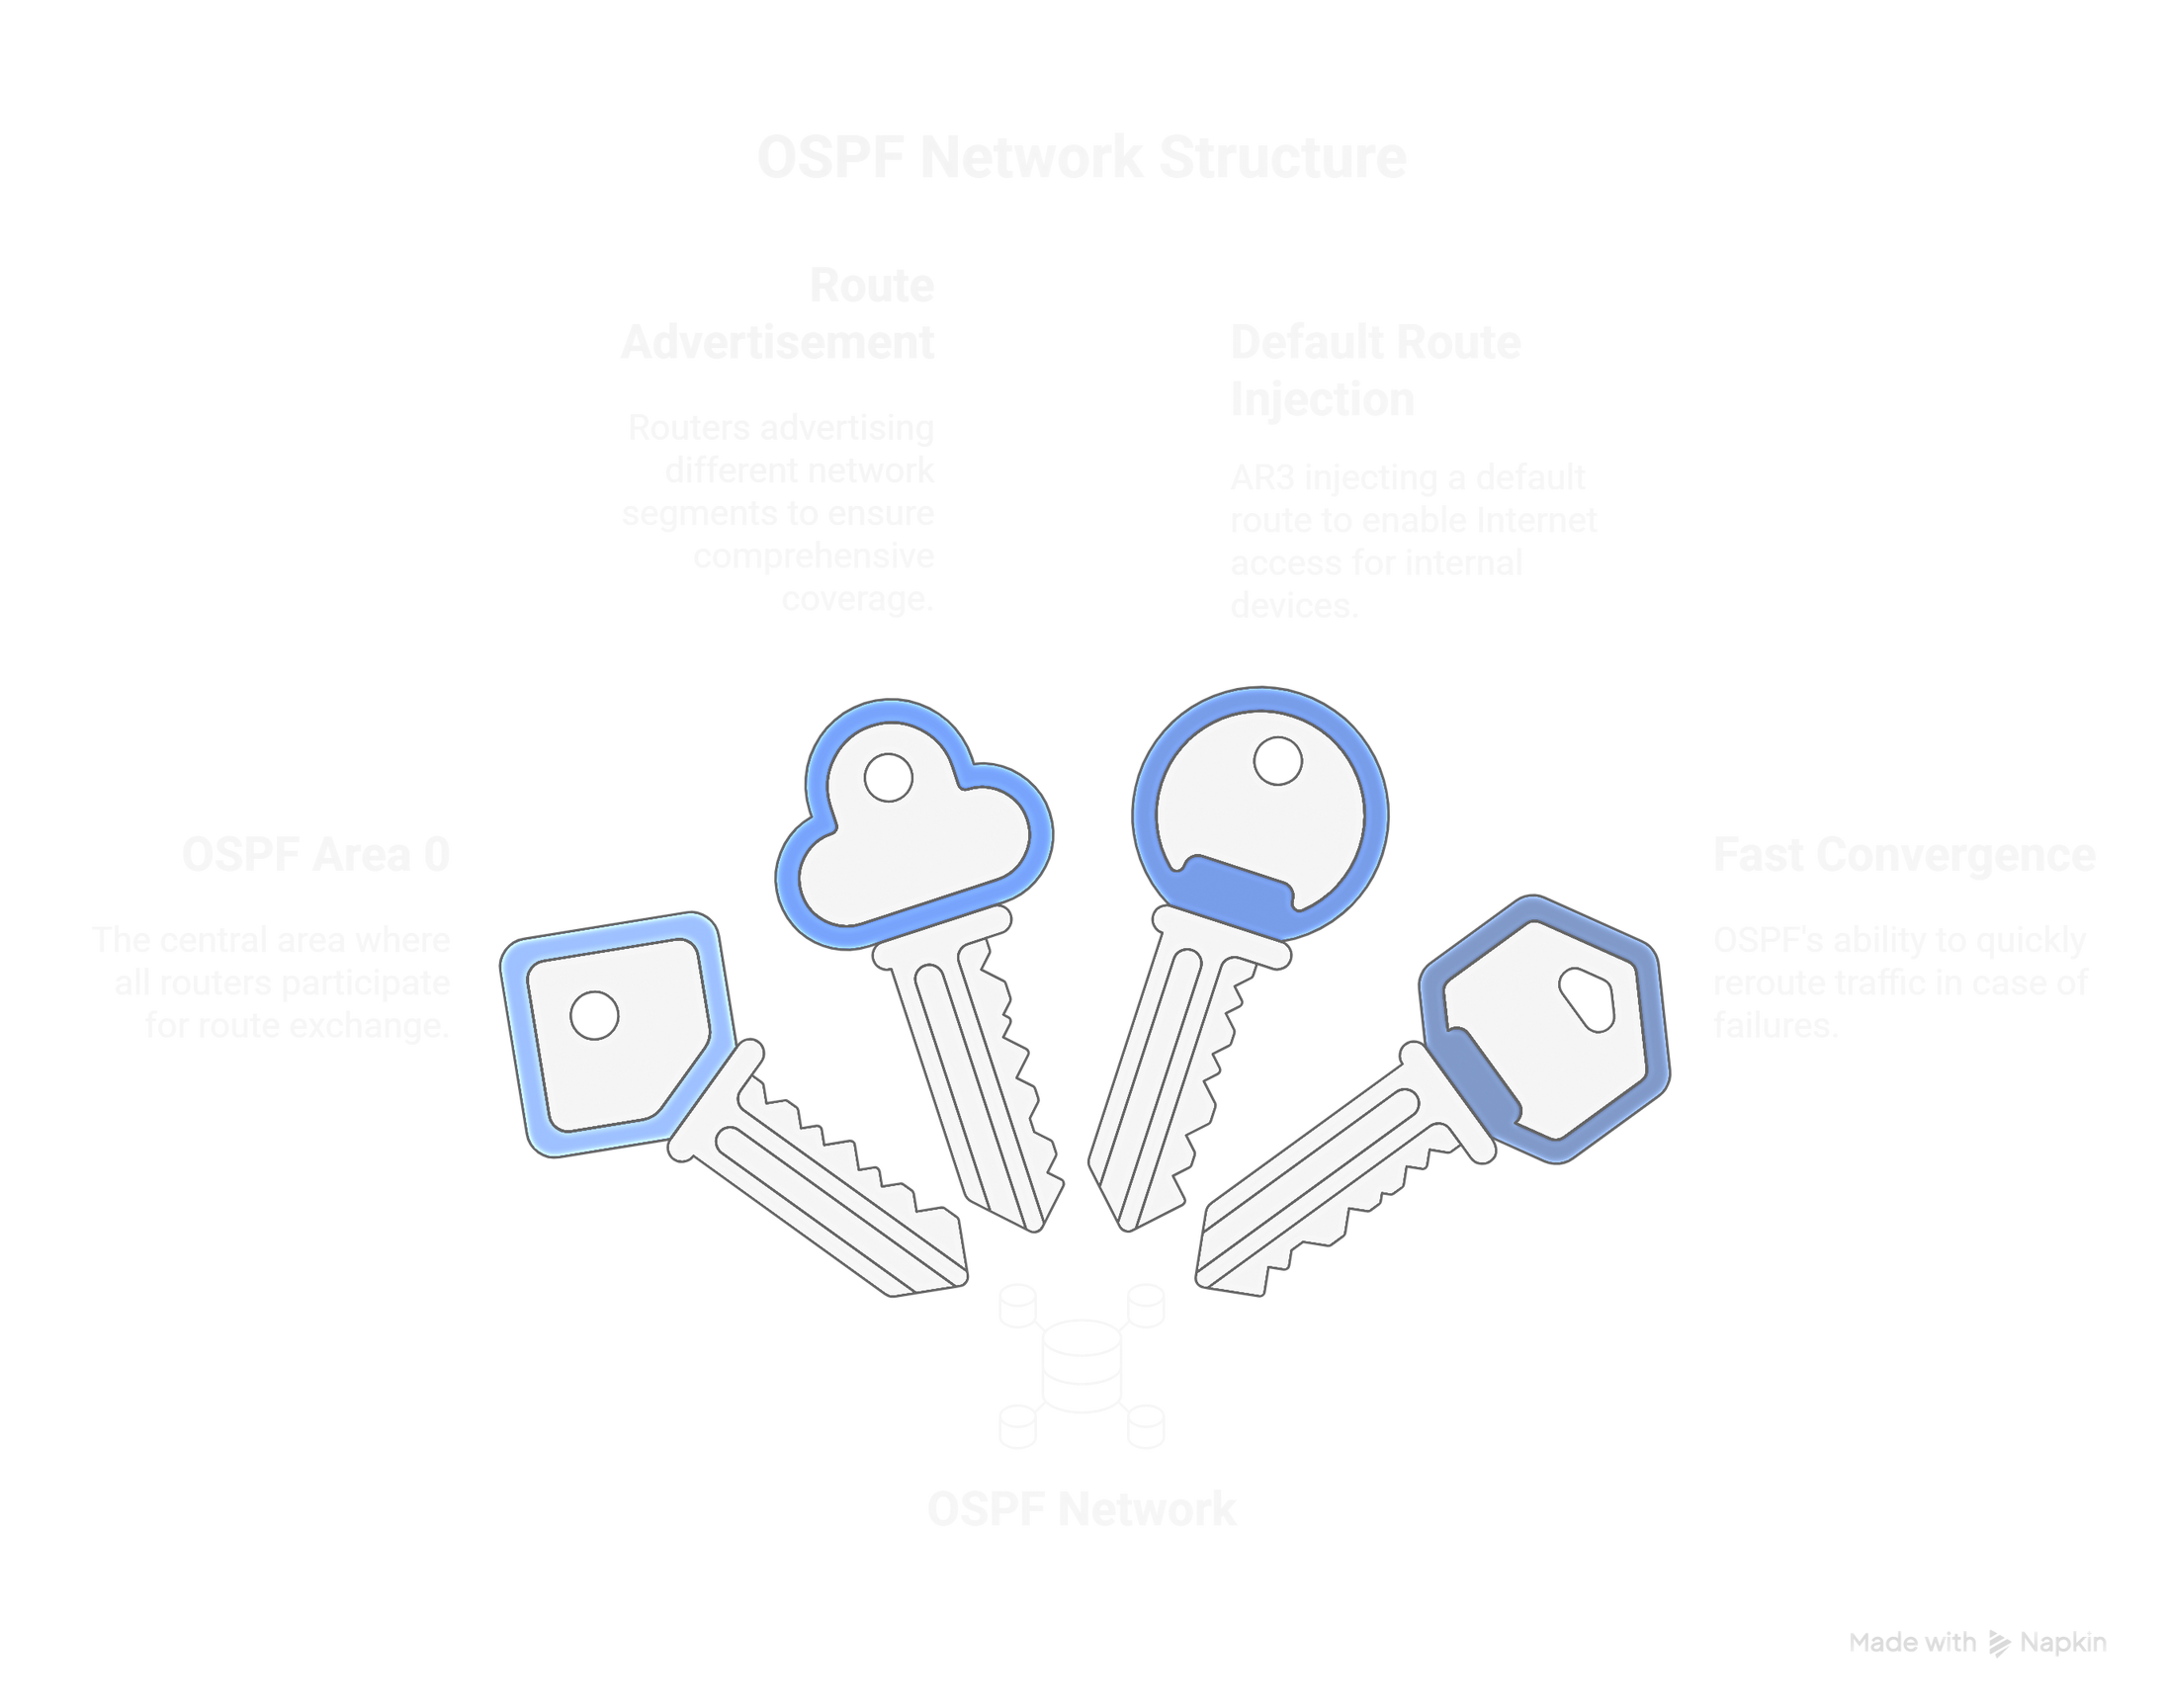 OSPF Network Structure
Route
Advertisement
Routers advertising
different network
segments to ensure
comprehensive
coverage.
Default Route
Injection
AR3 injecting a default
route to enable Internet
access for internal
devices.
OSPF Area 0
The central area where
all routers participate
for route exchange.
Fast Convergence
OSPF's ability to quickly
reroute traffic in case of
failures.
OSPF Network
Made with Napkin